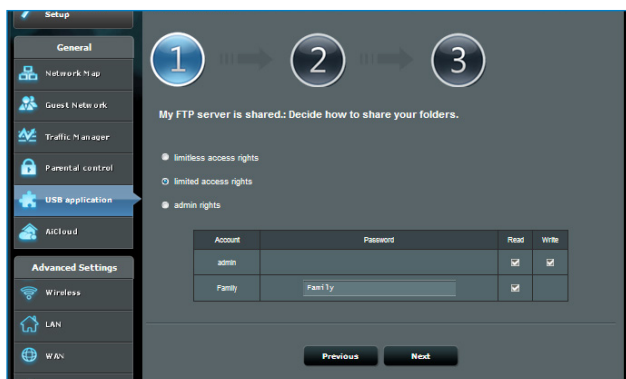 Setup
General
Network Map
Guest Network
Traffic Manager
Parental control
USB application
AiCloud
Advanced Settings
Wireless
LAN
WAN
1
2
3
My FTP server is shared.: Decide how to share your folders.
limitless access rights
limited access rights
admin rights
Account Password Read Write
admin
Family Family
Previous Next